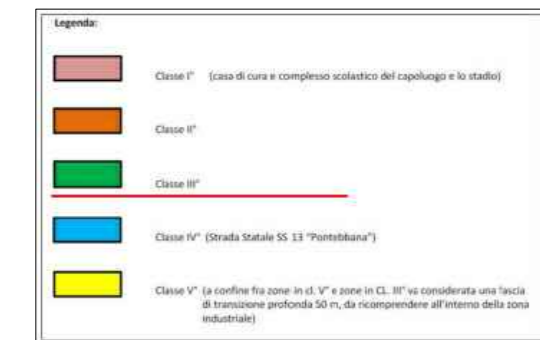 Legenda:
Classe I° (casa di cura e complesso scolastico del capoluogo e lo stadio)
Classe II°
Classe III°
Classe IV° (Strada Statale SS 13 "Pontebbana")
Classe V° (a confine fra zone in cl. V° e zone in CL. III° va considerata una fascia
di transizione profonda 50 m, da ricomprendere all'interno della zona
industriale)